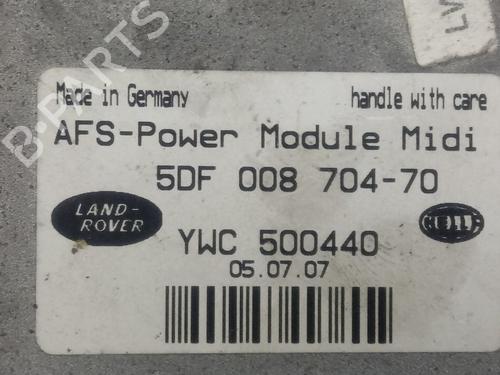 B-PARTS
LV
Made in Germany handle with care
AFS-Power Module Midi
5DF 008 704-70
LAND-
ROVER
YWC 500440
HELLA
05.07.07